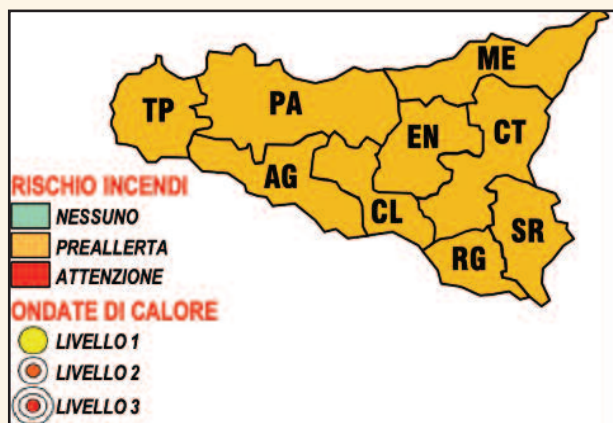 ME
TP
PA
EN
CT
AG
CL
SR
RG
RISCHIO INCENDI
NESSUNO
PREALLERTA
ATTENZIONE
ONDATE DI CALORE
LIVELLO 1
LIVELLO 2
LIVELLO 3